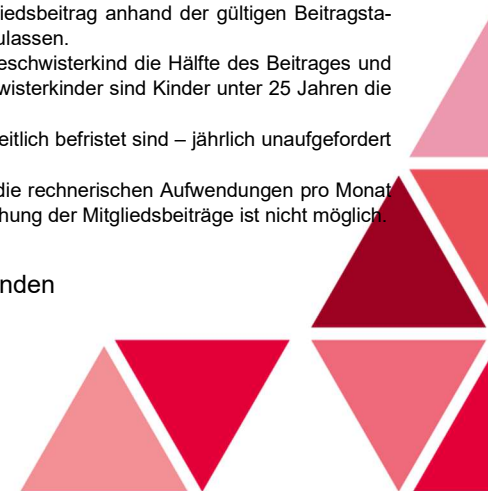 iedsbeitrag anhand der gültigen Beitragsta-
ulassen.
eschwisterkind die Hälfte des Beitrages und
wisterkinder sind Kinder unter 25 Jahren die
eitlich befristet sind – jährlich unaufgefordert
die rechnerischen Aufwendungen pro Monat
hung der Mitgliedsbeiträge ist nicht möglich.
nden